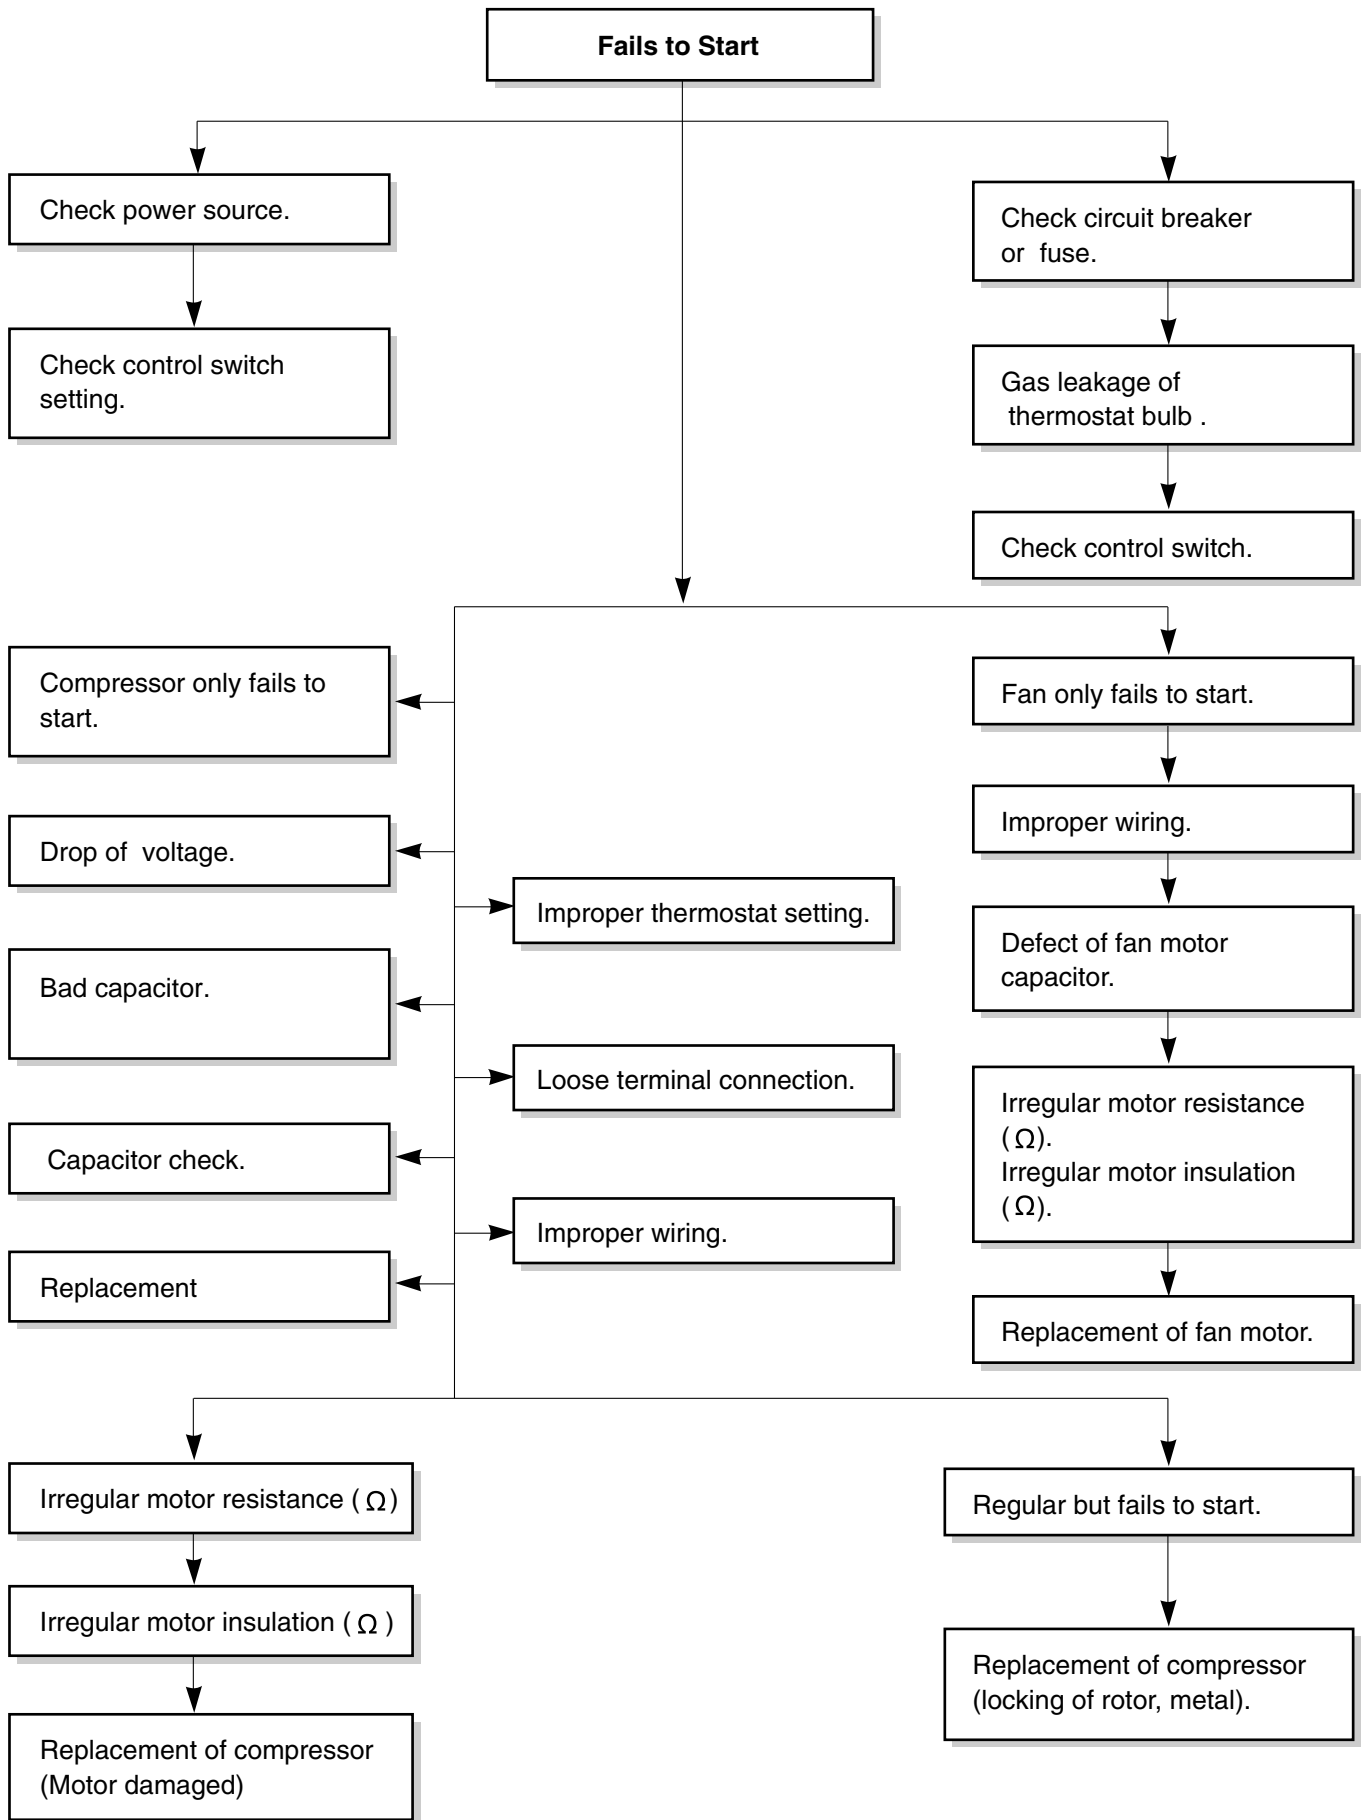 Fails to Start
Check power source.
Check control switch
setting.
Check circuit breaker
or fuse.
Gas leakage of
thermostat bulb .
Check control switch.
Compressor only fails to
start.
Drop of voltage.
Bad capacitor.
Capacitor check.
Replacement
Improper thermostat setting.
Loose terminal connection.
Improper wiring.
Fan only fails to start.
Improper wiring.
Defect of fan motor
capacitor.
Irregular motor resistance
(Ω).
Irregular motor insulation
(Ω).
Replacement of fan motor.
Irregular motor resistance (Ω)
Irregular motor insulation (Ω )
Replacement of compressor
(Motor damaged)
Regular but fails to start.
Replacement of compressor
(locking of rotor, metal).